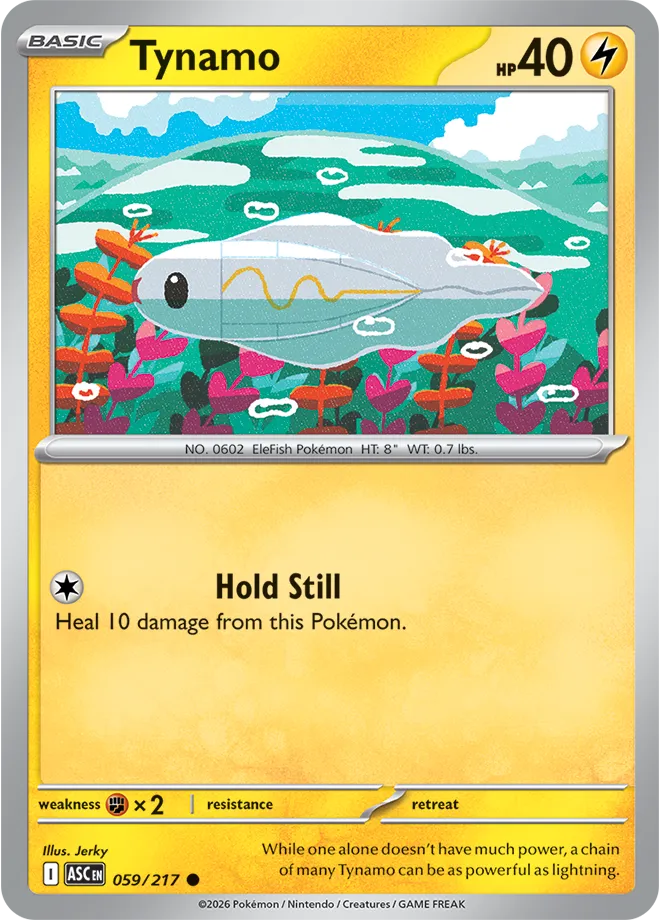 BASIC
Tynamo
HP 40
NO. 0602 EleFish Pokémon HT: 8" WT: 0.7 lbs.
Hold Still
Heal 10 damage from this Pokémon.
weakness ×2 resistance retreat
Illus. Jerky
While one alone doesn't have much power, a chain
of many Tynamo can be as powerful as lightning.
I ASC EN 059/217
©2026 Pokémon / Nintendo / Creatures / GAME FREAK